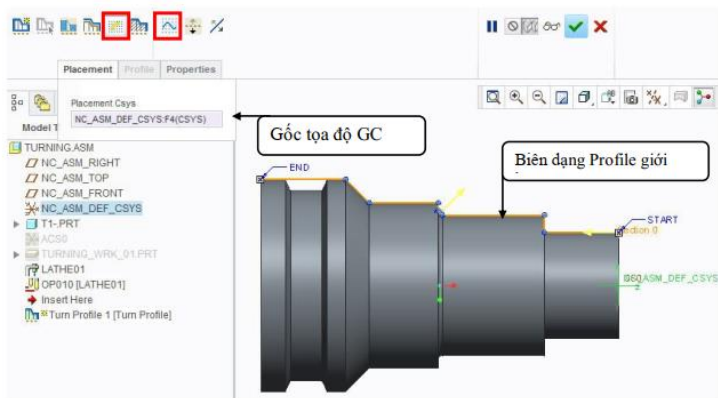 Placement Profile Properties
Placement Csys
NC_ASM_DEF_CSYS:F4(CSYS)
Gốc tọa độ GC
Model T
TURNING.ASM
NC_ASM_RIGHT
NC_ASM_TOP
NC_ASM_FRONT
NC_ASM_DEF_CSYS
T1-.PRT
ACS0
TURNING_WRK_01.PRT
LATHE01
OP010 [LATHE01]
Insert Here
Turn Profile 1 [Turn Profile]
Biên dạng Profile giới
END
START
ection 0
ASM_DEF_CSYS